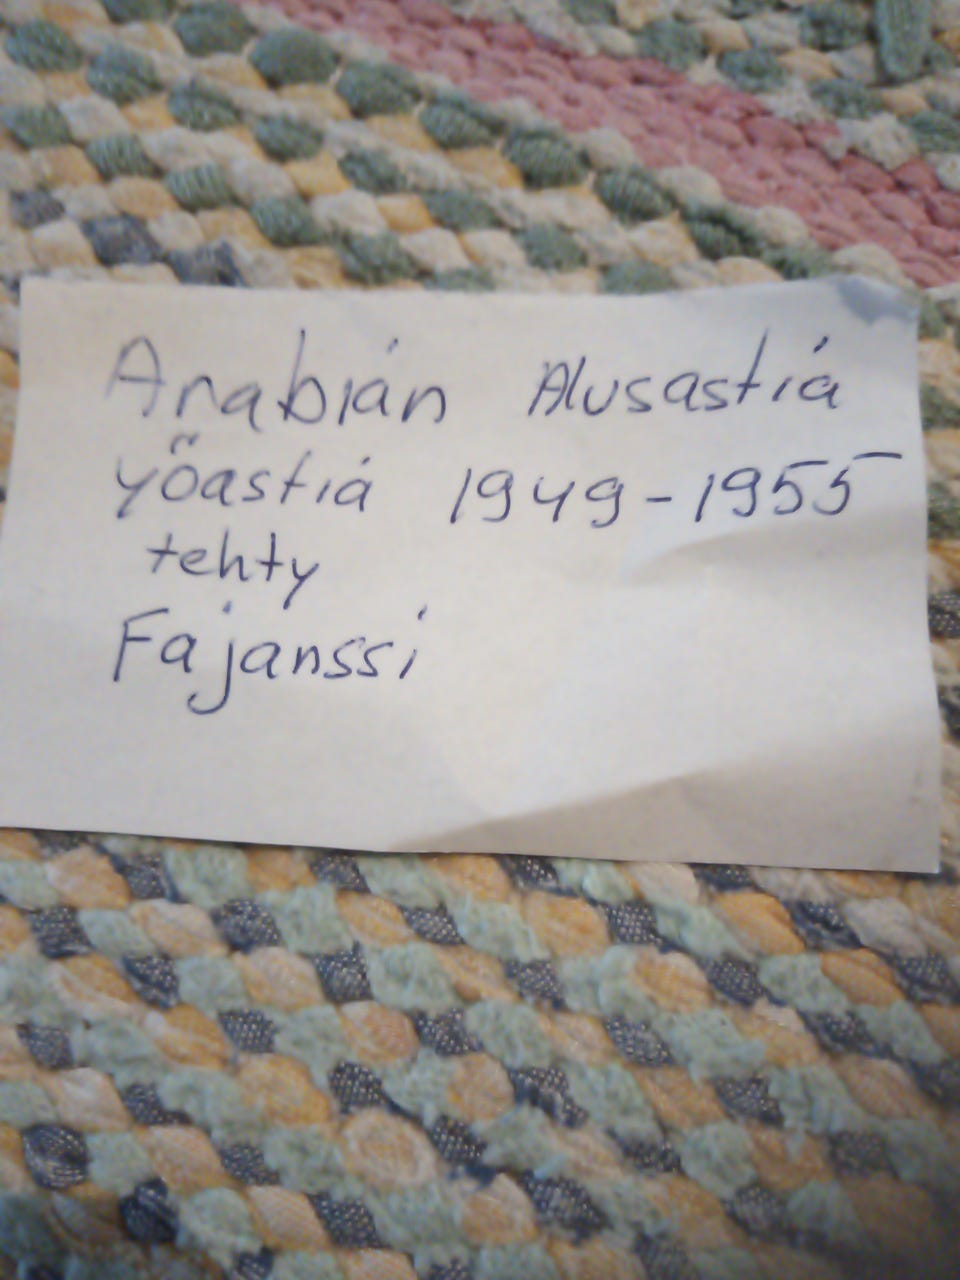 Arabian Alusastia
yöastia 1949-1955
tehty
Fajanssi